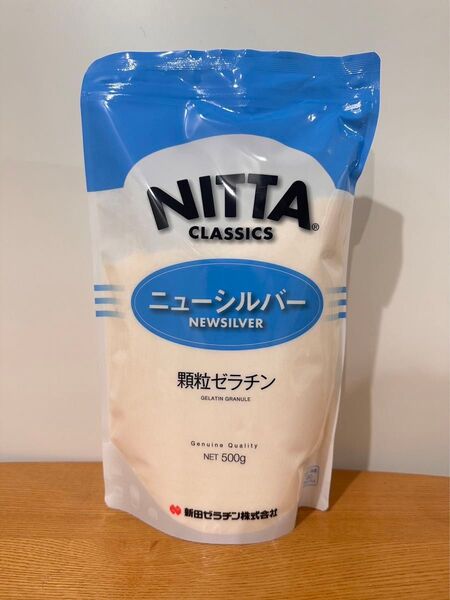 NITTA®
CLASSICS
ニューシルバー
NEWSILVER
顆粒ゼラチン
GELATIN GRANULE
Genuine Quality
NET 500g
新田ゼラチン株式会社